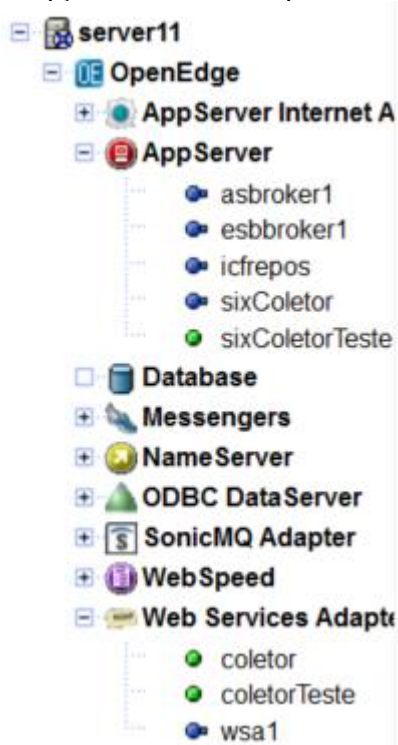 server11
OE OpenEdge
AppServer Internet A
AppServer
asbroker1
esbbroker1
icfrepos
sixColetor
sixColetorTeste
Database
Messengers
NameServer
ODBC DataServer
S SonicMQ Adapter
WebSpeed
Web Services Adapte
coletor
coletorTeste
wsa1